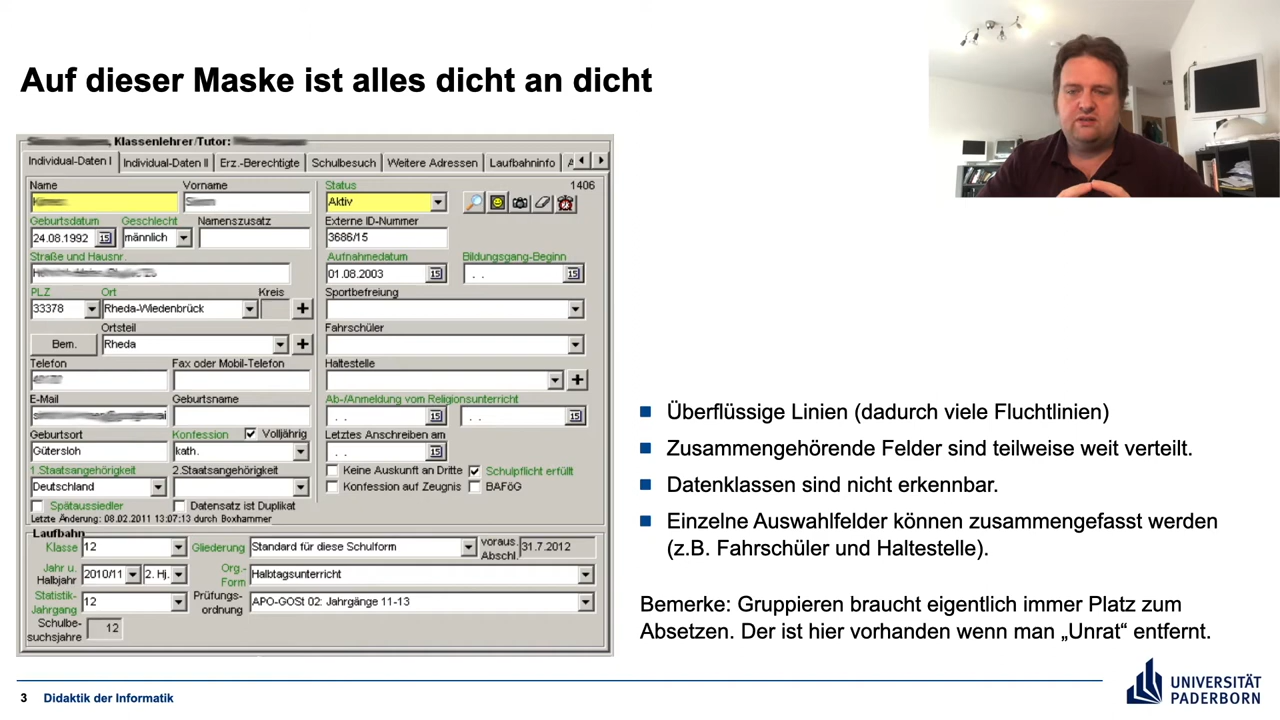 Auf dieser Maske ist alles dicht an dicht
, Klassenlehrer/Tutor:
Individual-Daten I Individual-Daten II Erz.-Berechtigte Schulbesuch Weitere Adressen Laufbahninfo A
Name Vorname Status 1406
Aktiv
Geburtsdatum Geschlecht Namenszusatz Externe ID-Nummer
24.08.1992 15 männlich 3686/15
Straße und Hausnr. Aufnahmedatum Bildungsgang-Beginn
01.08.2003 15 . . 15
PLZ Ort Kreis Sportbefreiung
33378 Rheda-Wiedenbrück +
Ortsteil Fahrschüler
Bem. Rheda +
Telefon Fax oder Mobil-Telefon Haltestelle
+
E-Mail Geburtsname Ab-/Anmeldung vom Religionsunterricht
. . 15 . . 15
Geburtsort Konfession Volljährig Letztes Anschreiben am
Gütersloh kath. . . 15
1.Staatsangehörigkeit 2.Staatsangehörigkeit Keine Auskunft an Dritte Schulpflicht erfüllt
Deutschland Konfession auf Zeugnis BAFöG
Spätaussiedler Datensatz ist Duplikat
Letzte Änderung: 08.02.2011 13:07:13 durch Boxhammer
Laufbahn
Klasse 12 Gliederung Standard für diese Schulform voraus. Abschl. 31.7.2012
Jahr u. Halbjahr 2010/11 2. Hj. Org.-Form Halbtagsunterricht
Statistik-Jahrgang 12 Prüfungs-ordnung APO-GOSt 02: Jahrgänge 11-13
Schulbe-suchsjahre 12
Überflüssige Linien (dadurch viele Fluchtlinien)
Zusammengehörende Felder sind teilweise weit verteilt.
Datenklassen sind nicht erkennbar.
Einzelne Auswahlfelder können zusammengefasst werden
(z.B. Fahrschüler und Haltestelle).
Bemerke: Gruppieren braucht eigentlich immer Platz zum
Absetzen. Der ist hier vorhanden wenn man „Unrat“ entfernt.
3 Didaktik der Informatik
UNIVERSITÄT
PADERBORN